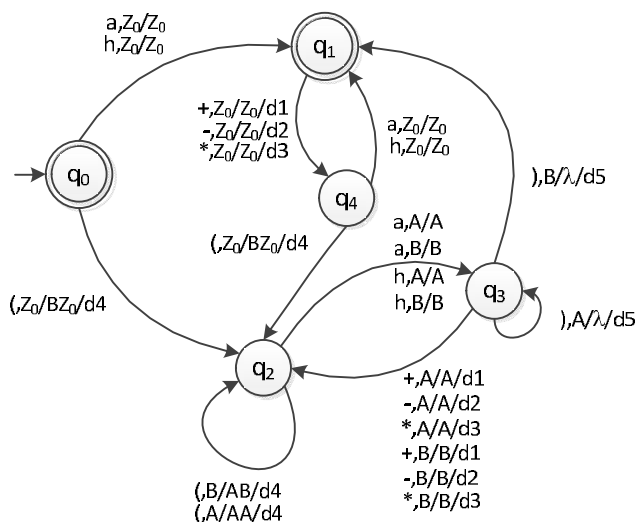 a,Z₀/Z₀
h,Z₀/Z₀
q₁
+,Z₀/Z₀/d1
-,Z₀/Z₀/d2
*,Z₀/Z₀/d3
a,Z₀/Z₀
h,Z₀/Z₀
q₀
q₄
),B/λ/d5
(,Z₀/BZ₀/d4
a,A/A
a,B/B
h,A/A
h,B/B
q₃
(,Z₀/BZ₀/d4
),A/λ/d5
q₂
+,A/A/d1
-,A/A/d2
*,A/A/d3
+,B/B/d1
-,B/B/d2
*,B/B/d3
(,B/AB/d4
(,A/AA/d4